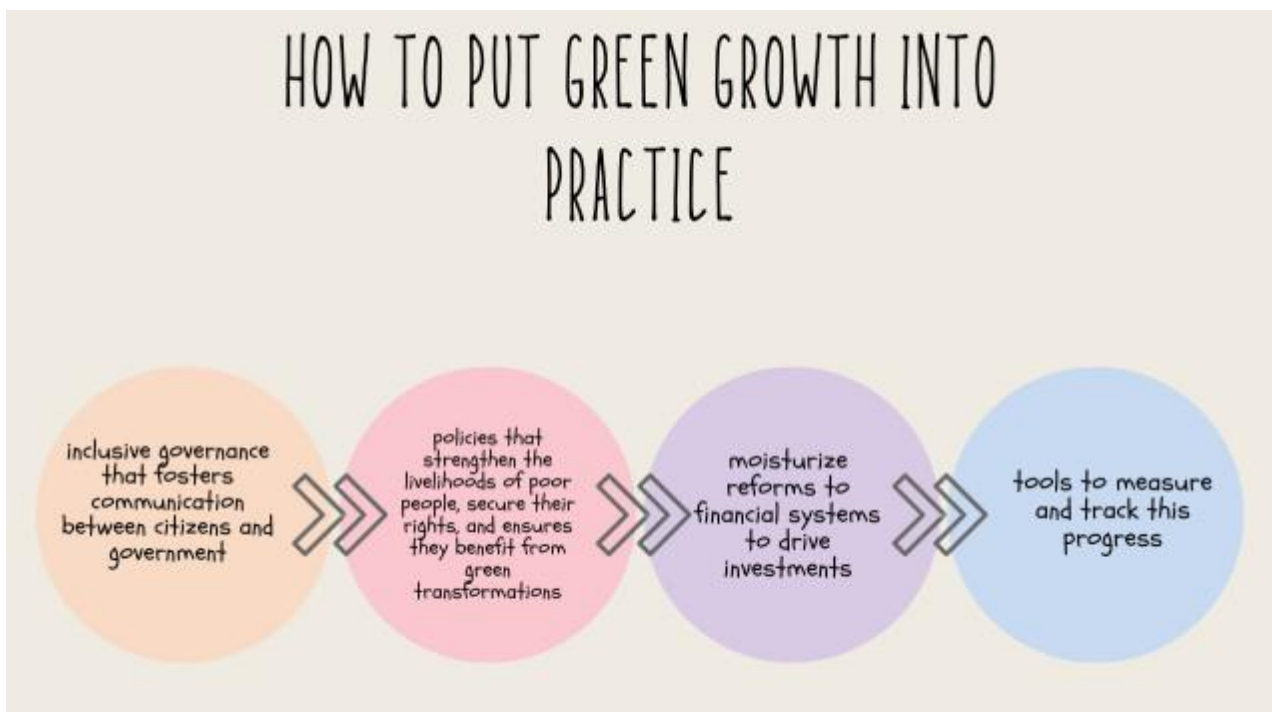 HOW TO PUT GREEN GROWTH INTO
PRACTICE
inclusive governance
that fosters
communication
between citizens and
government
policies that
strengthen the
livelihoods of poor
people, secure their
rights, and ensures
they benefit from
green
transformations
moisturize
reforms to
financial systems
to drive
investments
tools to measure
and track this
progress